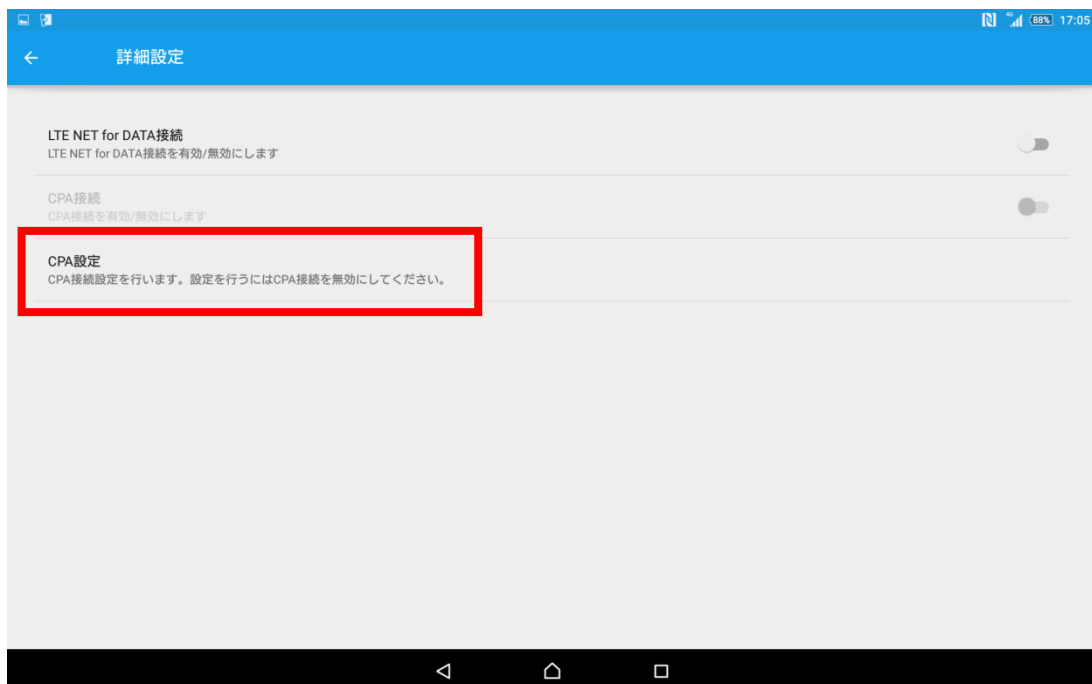 4G 88% 17:05
詳細設定
LTE NET for DATA接続
LTE NET for DATA接続を有効/無効にします
CPA接続
CPA接続を有効/無効にします
CPA設定
CPA接続設定を行います。設定を行うにはCPA接続を無効にしてください。